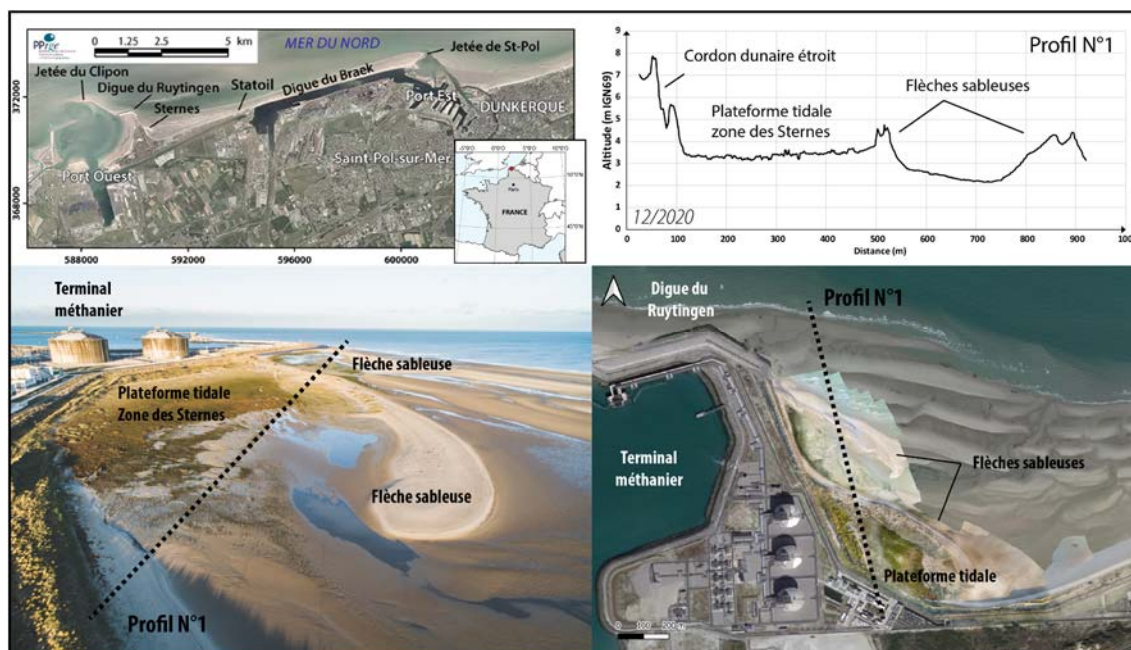 PPrige
0 1.25 2.5 5 km
MER DU NORD
Jetée de St-Pol
Jetée du Clipon
Digue du Ruytingen
Sternes
Statoil
Digue du Braek
Port Est
DUNKERQUE
Saint-Pol-sur-Mer
Port Ouest
372000
368000
588000 592000 596000 600000
Paris
FRANCE
Profil N°1
Cordon dunaire étroit
Flèches sableuses
Plateforme tidale
zone des Sternes
Altitude (m IGN69)
9
8
7
6
5
4
3
2
1
0
12/2020
0 100 200 300 400 500 600 700 800 900 1000
Distance (m)
Terminal
méthanier
Flèche sableuse
Plateforme tidale
Zone des Sternes
Flèche sableuse
Profil N°1
Digue du
Ruytingen
Profil N°1
Terminal
méthanier
Flèches sableuses
Plateforme tidale
0 100 200 m